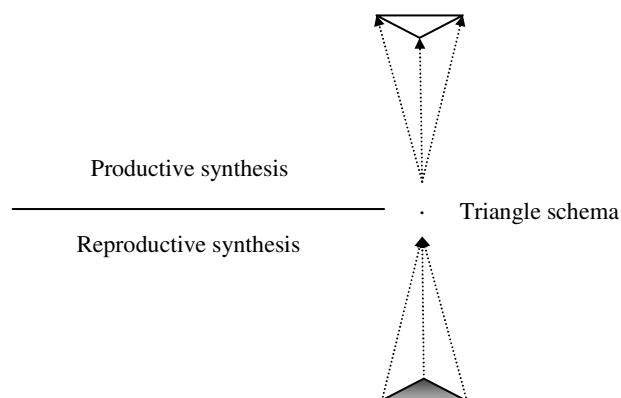 Productive synthesis
Triangle schema
Reproductive synthesis